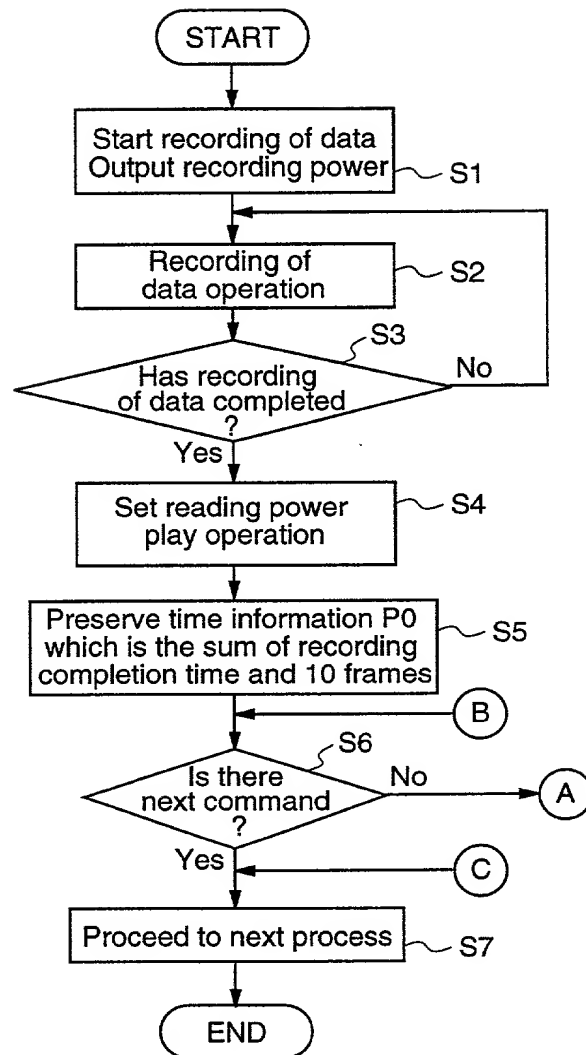 START
Start recording of data
Output recording power
S1
Recording of
data operation
S2
S3
Has recording
of data completed
?
No
Yes
Set reading power
play operation
S4
Preserve time information P0
which is the sum of recording
completion time and 10 frames
S5
B
S6
Is there
next command
?
No
A
Yes
C
Proceed to next process
S7
END